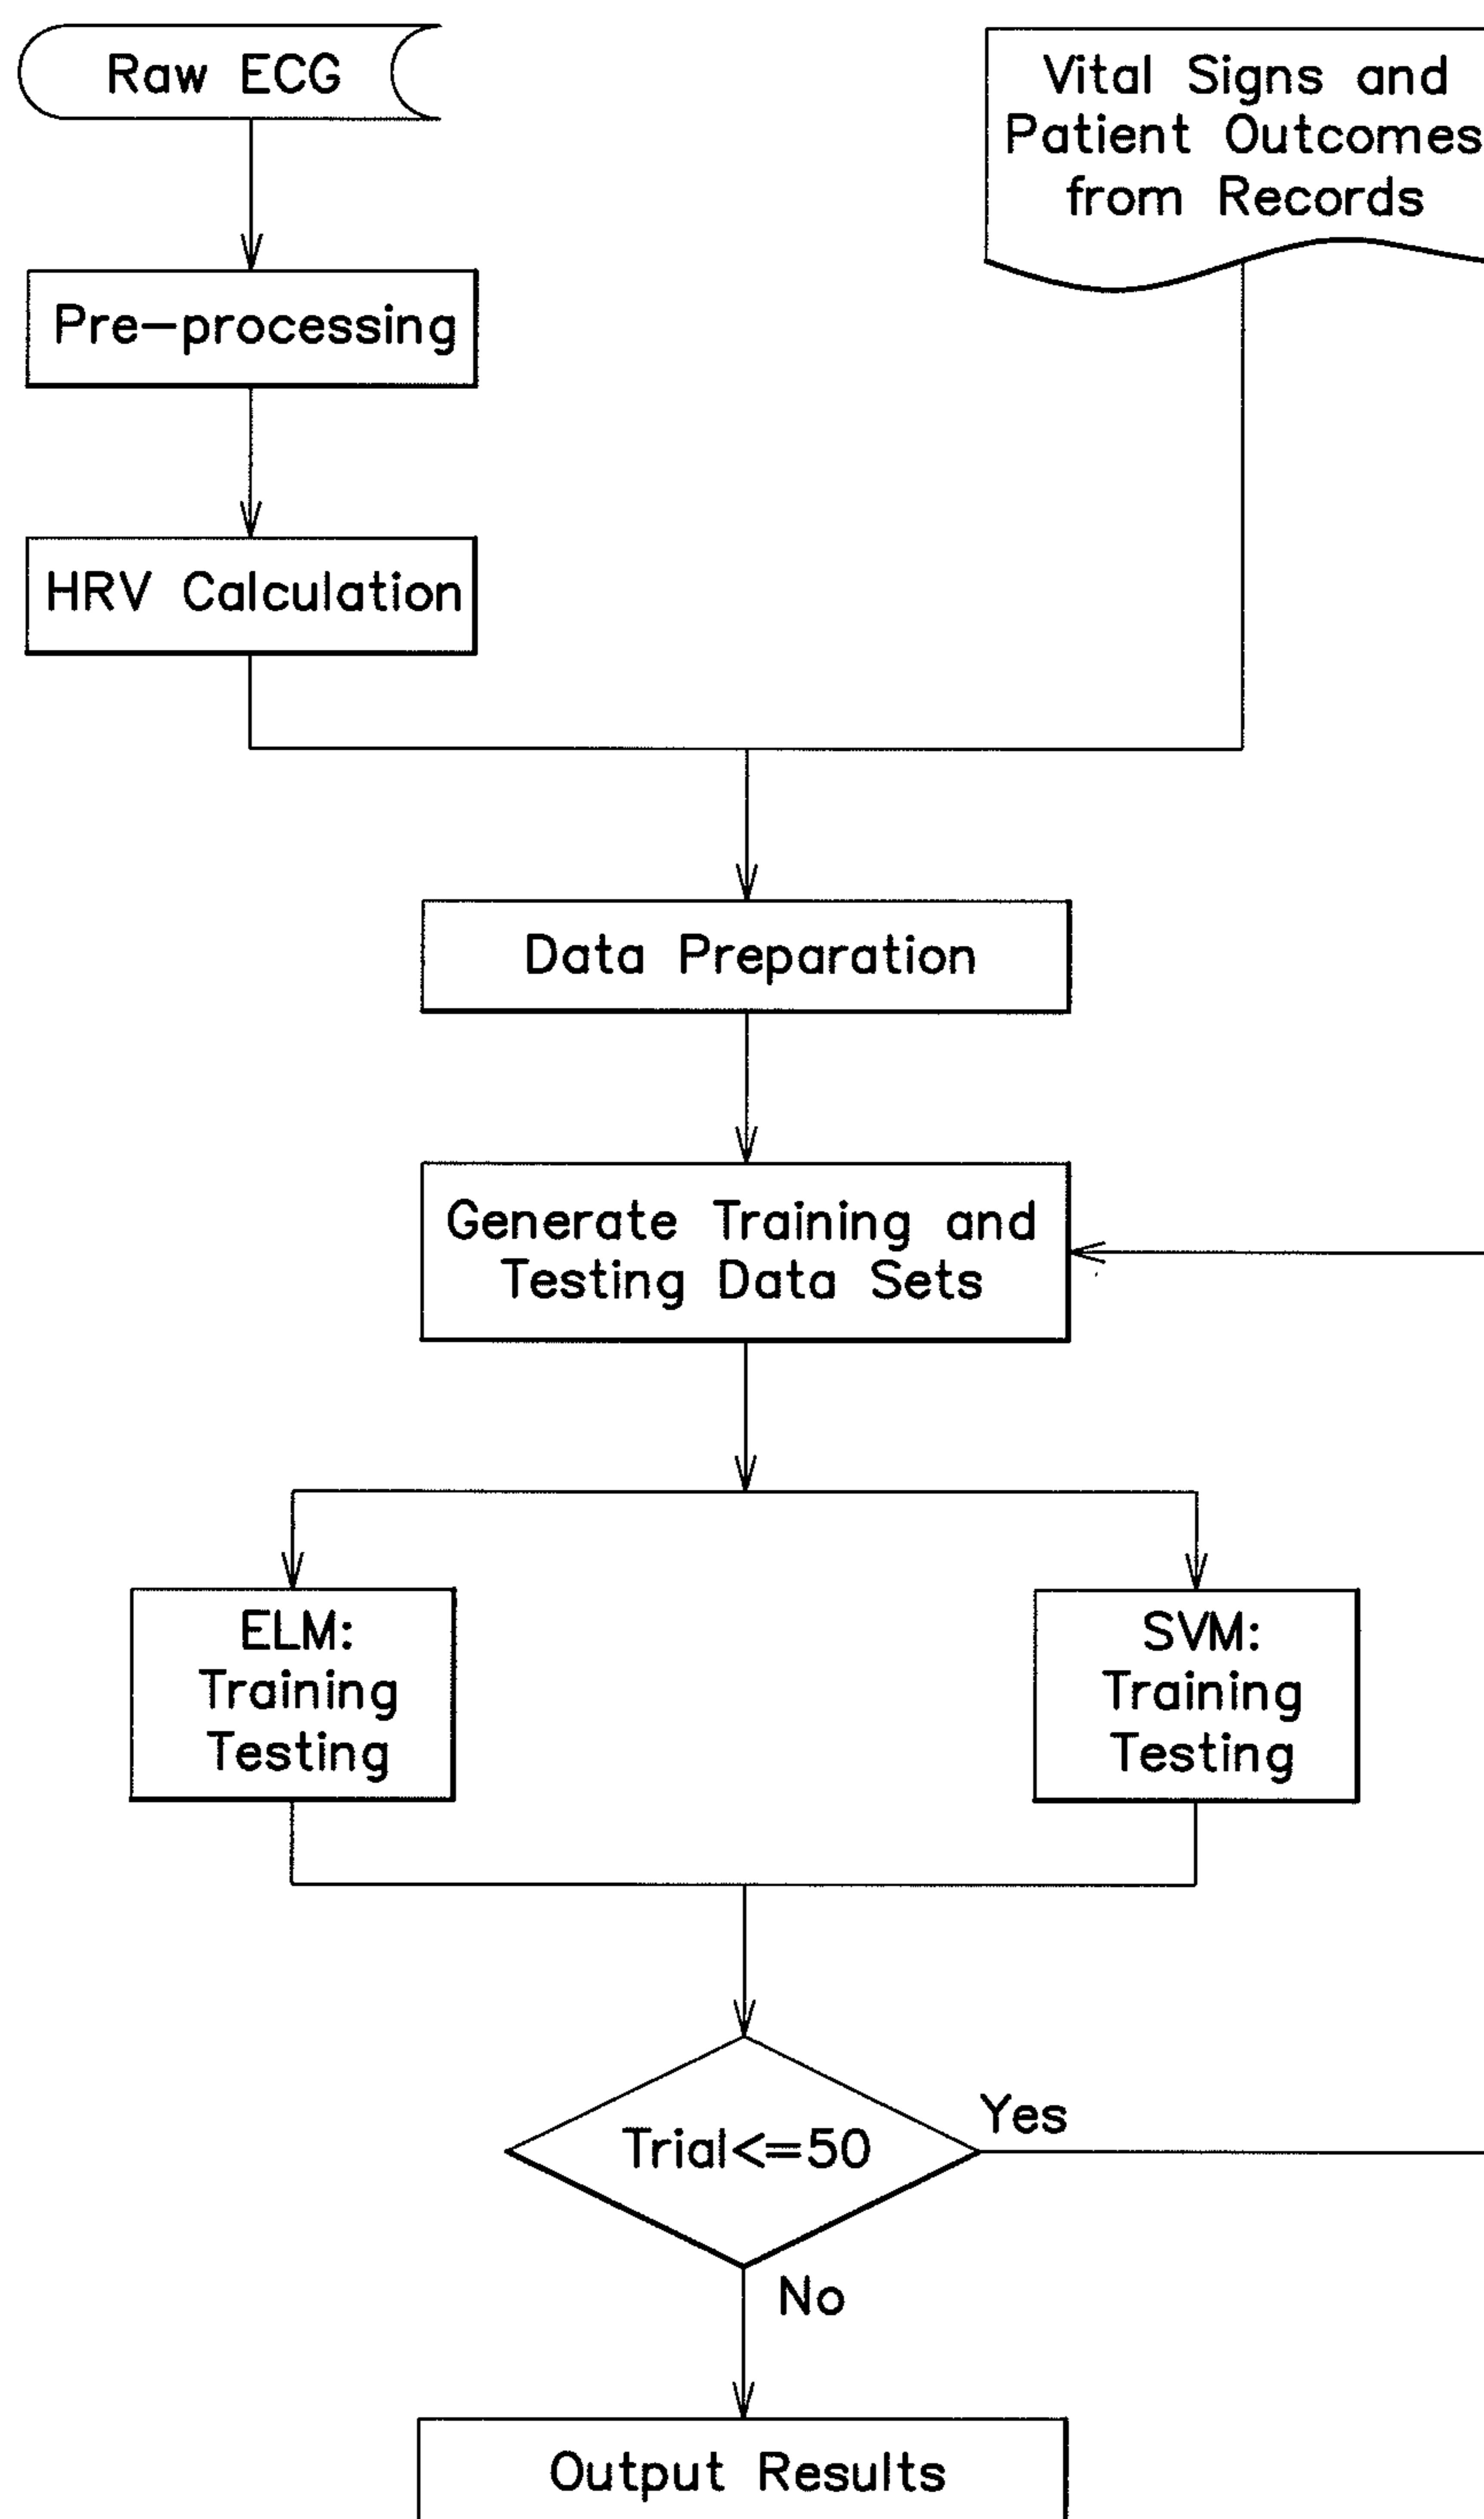 Raw ECG
Vital Signs and
Patient Outcomes
from Records
Pre-processing
HRV Calculation
Data Preparation
Generate Training and
Testing Data Sets
ELM:
Training
Testing
SVM:
Training
Testing
Trial<=50
Yes
No
Output Results